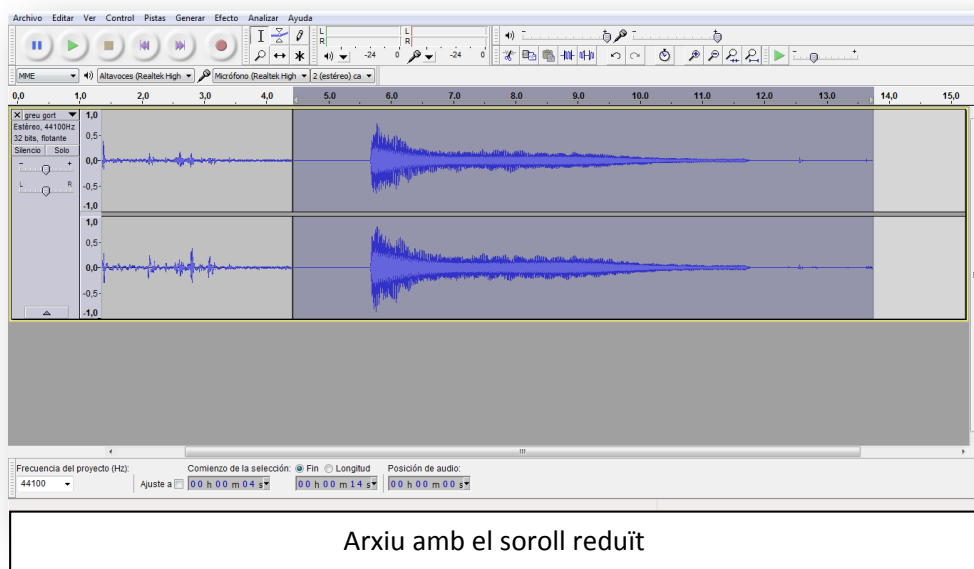 Archivo Editar Ver Control Pistas Generar Efecto Analizar Ayuda
L R -24 0 L R -24 0
MME Altavoces (Realtek High Micrófono (Realtek High 2 (estéreo) ca
0,0 1,0 2,0 3,0 4,0 5,0 6,0 7,0 8,0 9,0 10,0 11,0 12,0 13,0 14,0 15,0
greu gort
Estéreo, 44100Hz
32 bits, flotante
Silencio Solo
- +
L R
1,0
0,5
0,0
-0,5
-1,0
1,0
0,5
0,0
-0,5
-1,0
Frecuencia del proyecto (Hz): Comienzo de la selección: Fin Longitud Posición de audio:
44100 Ajuste a 00 h 00 m 04 s 00 h 00 m 14 s 00 h 00 m 00 s
Arxiu amb el soroll reduït